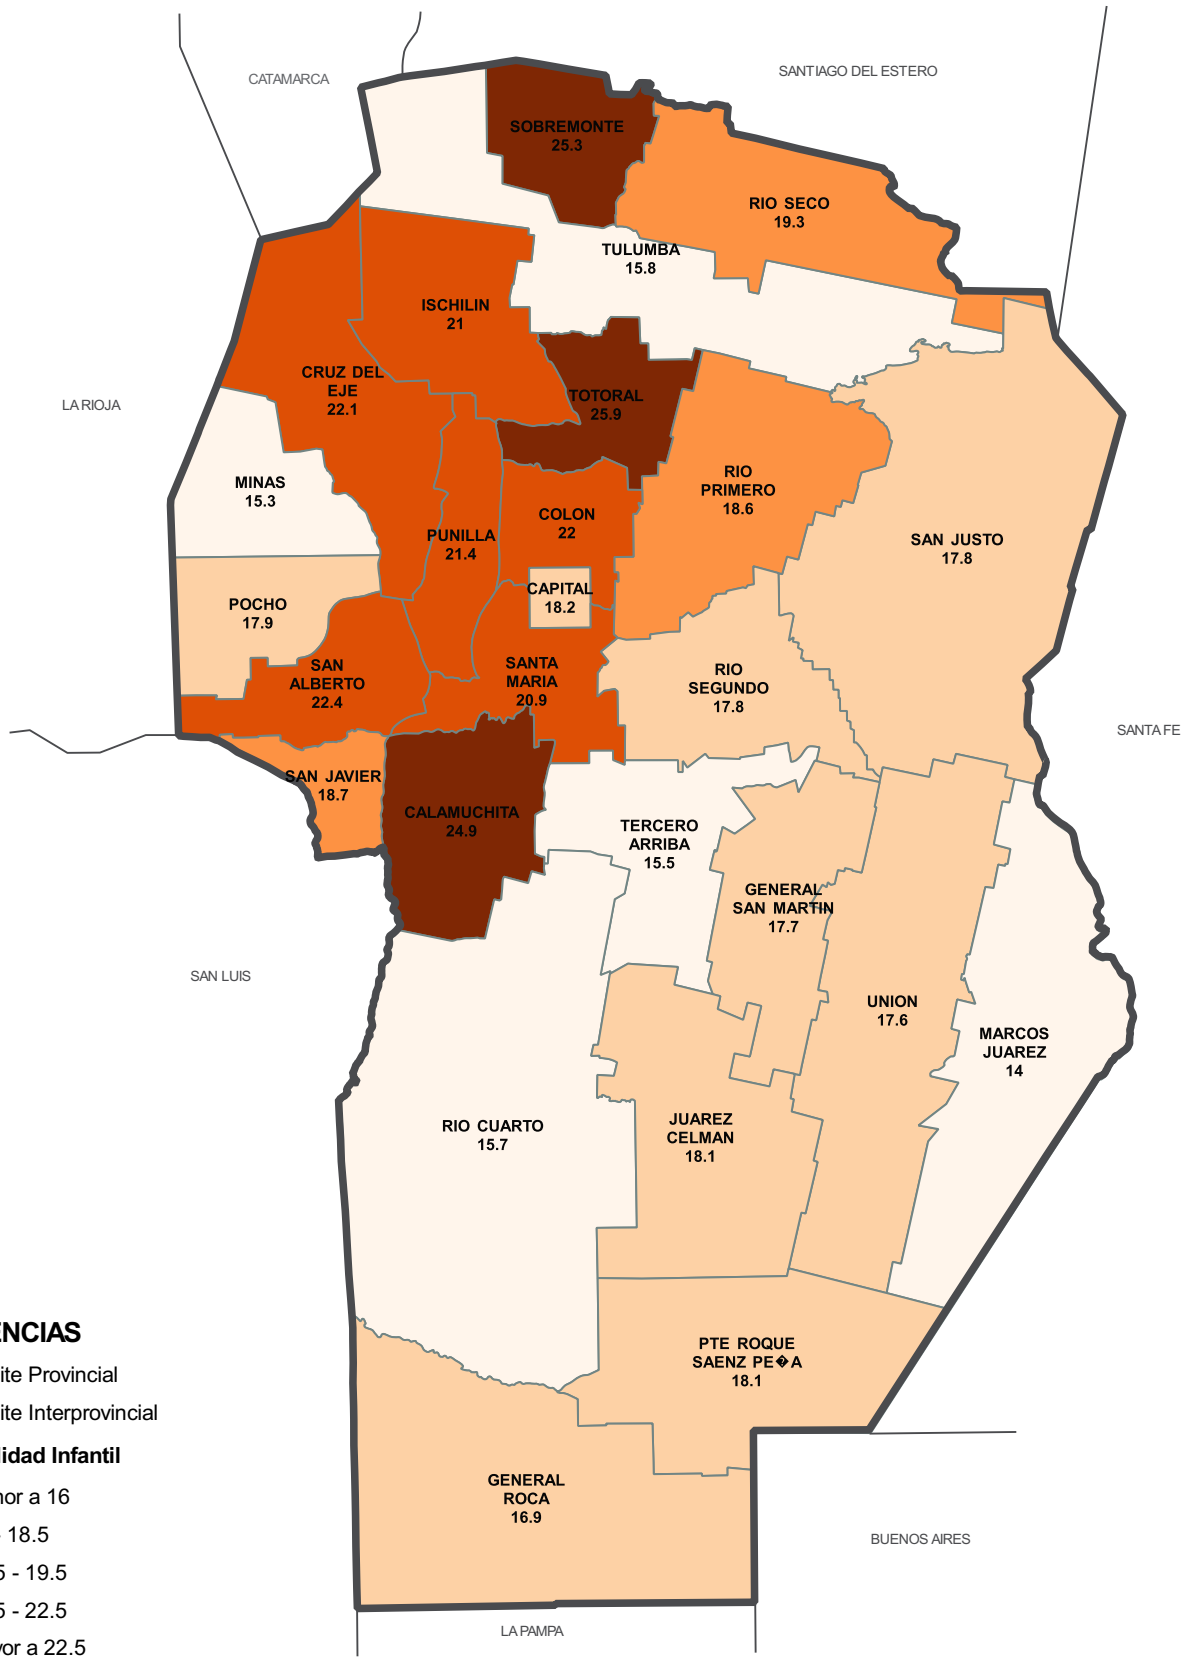 CATAMARCA
SANTIAGO DEL ESTERO
SOBREMONTE
25.3
RIO SECO
19.3
TULUMBA
15.8
ISCHILIN
21
CRUZ DEL
EJE
22.1
TOTORAL
25.9
LA RIOJA
MINAS
15.3
RIO
PRIMERO
18.6
PUNILLA
21.4
COLON
22
SAN JUSTO
17.8
CAPITAL
18.2
POCHO
17.9
SAN
ALBERTO
22.4
SANTA
MARIA
20.9
RIO
SEGUNDO
17.8
SANTA FE
SAN JAVIER
18.7
CALAMUCHITA
24.9
TERCERO
ARRIBA
15.5
GENERAL
SAN MARTIN
17.7
SAN LUIS
UNION
17.6
MARCOS
JUAREZ
14
RIO CUARTO
15.7
JUAREZ
CELMAN
18.1
PTE ROQUE
SAENZ PE�A
18.1
GENERAL
ROCA
16.9
BUENOS AIRES
LA PAMPA
ENCIAS
ite Provincial
ite Interprovincial
lidad Infantil
nor a 16
- 18.5
5 - 19.5
5 - 22.5
yor a 22.5